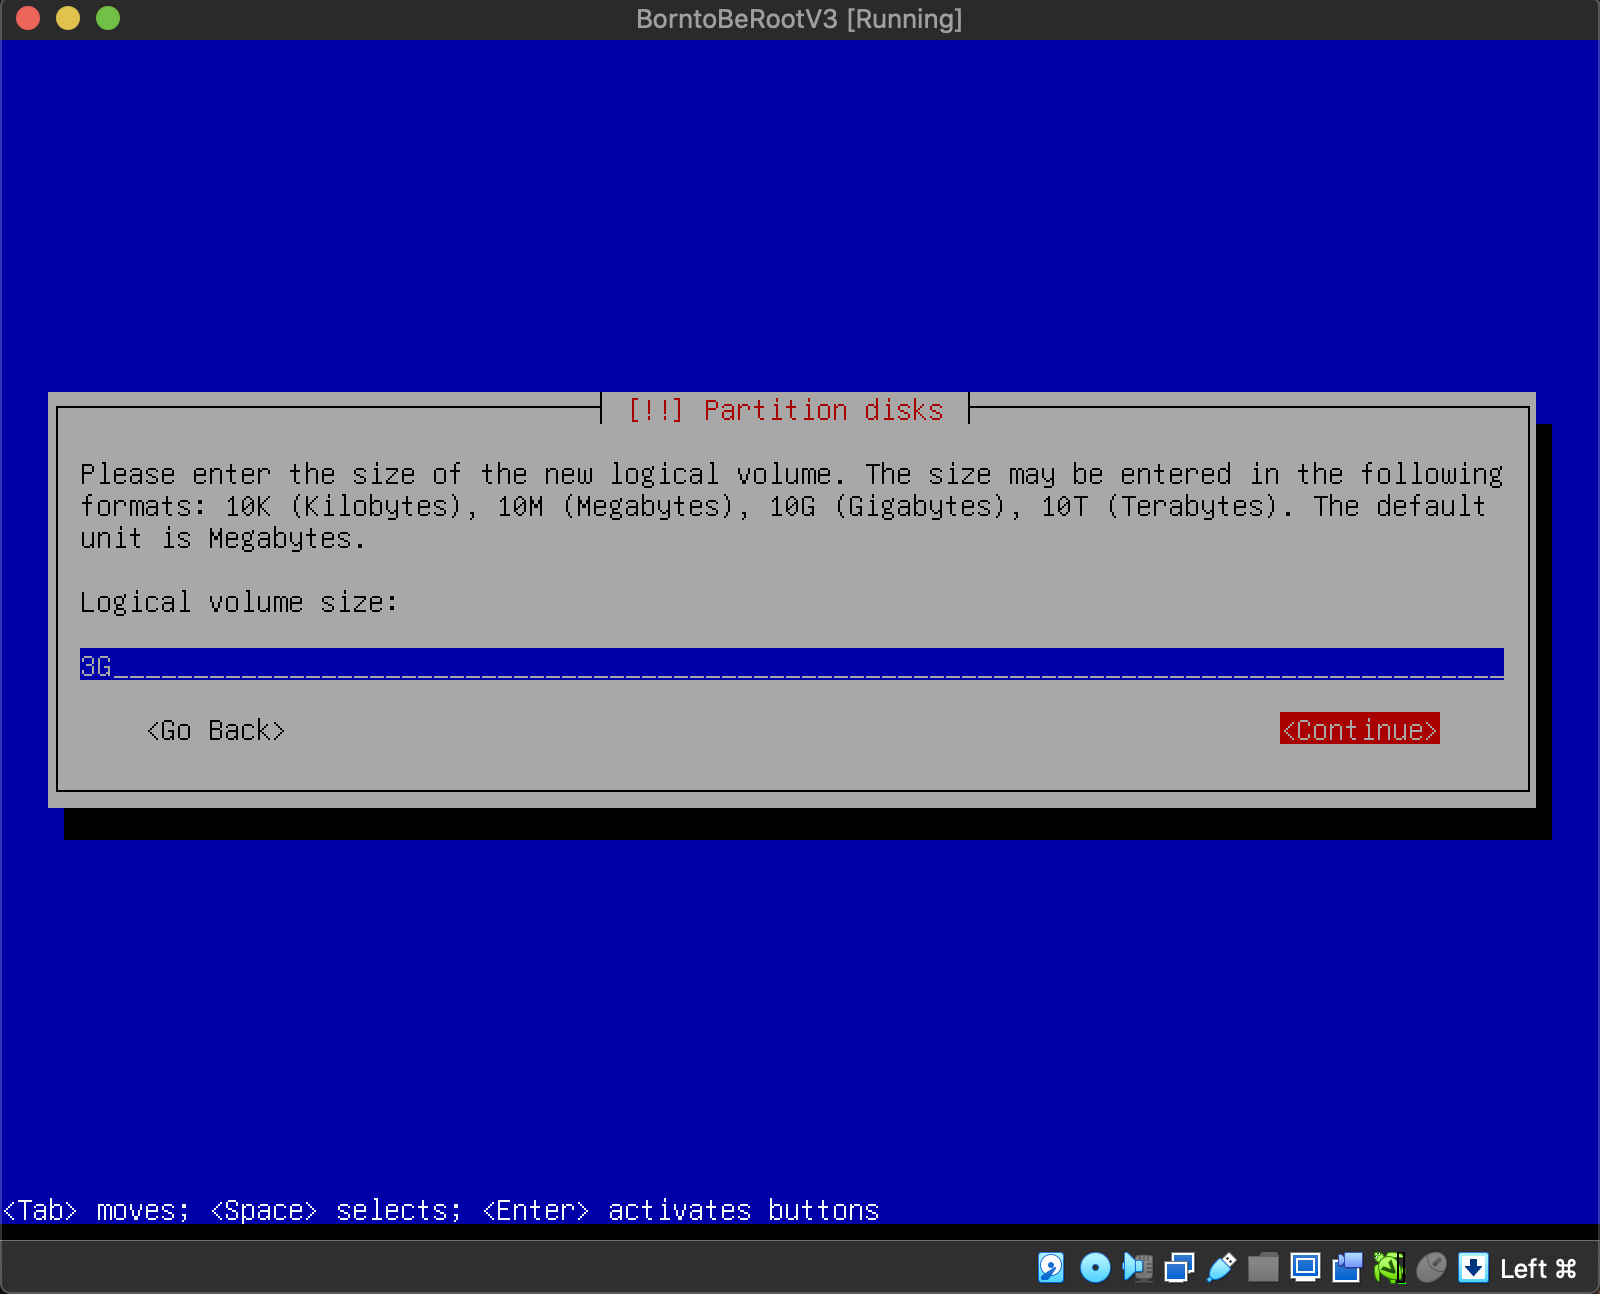 BorntoBeRootV3 [Running]
[!!] Partition disks
Please enter the size of the new logical volume. The size may be entered in the following
formats: 10K (Kilobytes), 10M (Megabytes), 10G (Gigabytes), 10T (Terabytes). The default
unit is Megabytes.
Logical volume size:
3G
<Go Back> <Continue>
<Tab> moves; <Space> selects; <Enter> activates buttons
Left ⌘